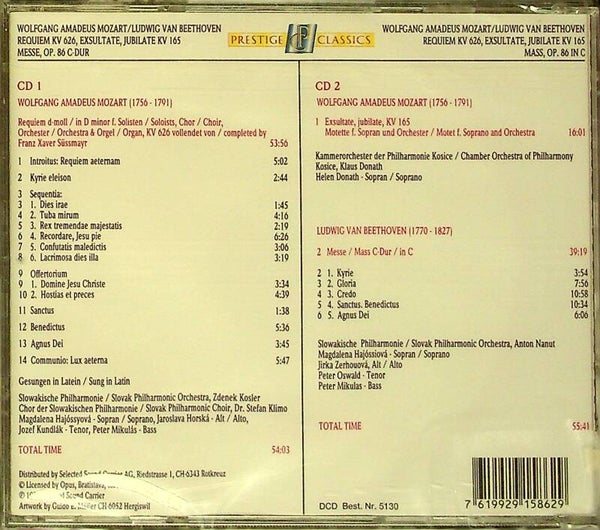 WOLFGANG AMADEUS MOZART/LUDWIG VAN BEETHOVEN
REQUIEM KV 626, EXSULTATE, JUBILATE KV 165
MESSE, OP. 86 C-DUR
PRESTIGE CLASSICS
WOLFGANG AMADEUS MOZART/LUDWIG VAN BEETHOVEN
REQUIEM KV 626, EXSULTATE, JUBILATE KV 165
MASS, OP. 86 IN C
CD 1
WOLFGANG AMADEUS MOZART (1756 - 1791)
Requiem d-moll / in D minor f. Solisten / Soloists, Chor / Choir,
Orchester / Orchestra & Orgel / Organ, KV 626 vollendet von / completed by
Franz Xaver Süssmayr 53:56
1 Introitus: Requiem aeternam 5:02
2 Kyrie eleison 2:44
3 Sequentia:
3 1. Dies irae 1:45
4 2. Tuba mirum 4:16
5 3. Rex tremendae majestatis 2:19
6 4. Recordare, Jesu pie 6:26
7 5. Confutatis maledictis 3:06
8 6. Lacrimosa dies illa 3:19
9 Offertorium
9 1. Domine Jesu Christe 3:34
10 2. Hostias et preces 4:39
11 Sanctus 1:38
12 Benedictus 5:36
13 Agnus Dei 3:45
14 Communio: Lux aeterna 5:47
Gesungen in Latein / Sung in Latin
Slowakische Philharmonie / Slovak Philharmonic Orchestra, Zdenek Kosler
Chor der Slowakischen Philharmonie / Slovak Philharmonic Choir, Dr. Stefan Klimo
Magdalena Hajóssyová - Sopran / Soprano, Jaroslava Horská - Alt / Alto,
Jozef Kundlák - Tenor, Peter Mikulás - Bass
TOTAL TIME 54:03
Distributed by Selected Sound Carrier AG, Riedstrasse 1, CH-6343 Rotkreuz
© Licensed by Opus, Bratislava,
℗ of Sound Carrier
Artwork by Guido CH 6052 Hergiswil
CD 2
WOLFGANG AMADEUS MOZART (1756 - 1791)
1 Exsultate, jubilate, KV 165
Motette f. Sopran und Orchester / Motet f. Soprano and Orchestra 16:01
Kammerorchester der Philharmonie Kosice / Chamber Orchestra of Philharmony
Kosice, Klaus Donath
Helen Donath - Sopran / Soprano
LUDWIG VAN BEETHOVEN (1770 - 1827)
2 Messe / Mass C-Dur / in C 39:19
2 1. Kyrie 3:54
3 2. Gloria 7:56
4 3. Credo 10:58
5 4. Sanctus. Benedictus 10:34
6 5. Agnus Dei 6:06
Slowakische Philharmonie / Slovak Philharmonic Orchestra, Anton Nanut
Magdalena Hajóssiová - Sopran / Soprano
Jirka Zerhouová, Alt / Alto
Peter Oswald - Tenor
Peter Mikulas - Bass
TOTAL TIME 55:41
DCD Best. Nr. 5130
7 619929 158629